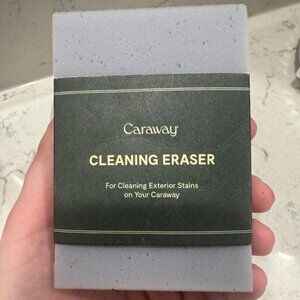 Caraway
CLEANING ERASER
For Cleaning Exterior Stains
on Your Caraway